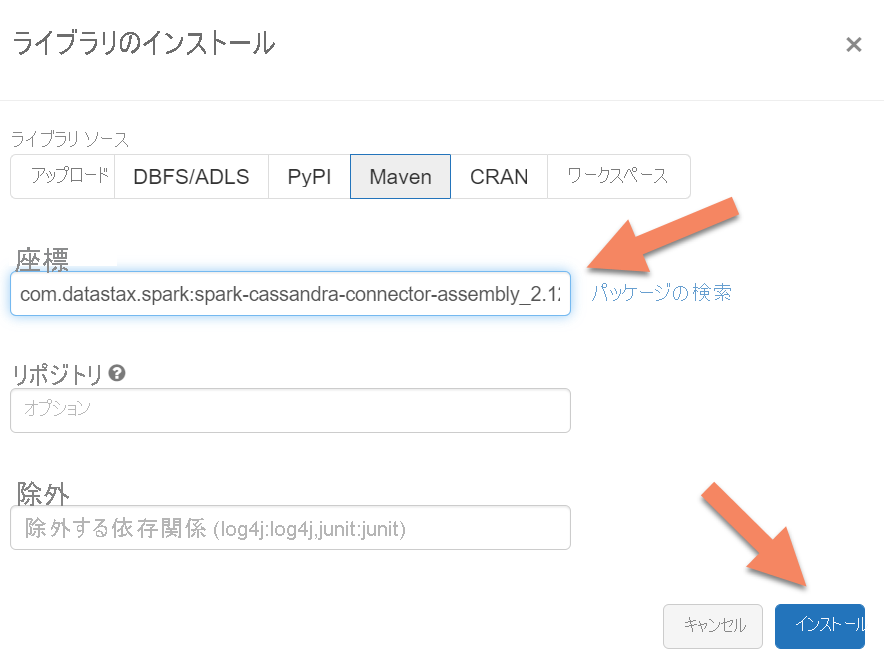 ライブラリのインストール
ライブラリ ソース
アップロード DBFS/ADLS PyPI Maven CRAN ワークスペース
座標
com.datastax.spark:spark-cassandra-connector-assembly_2.12
パッケージの検索
リポジトリ
オプション
除外
除外する依存関係 (log4j:log4j,junit:junit)
キャンセル インストール